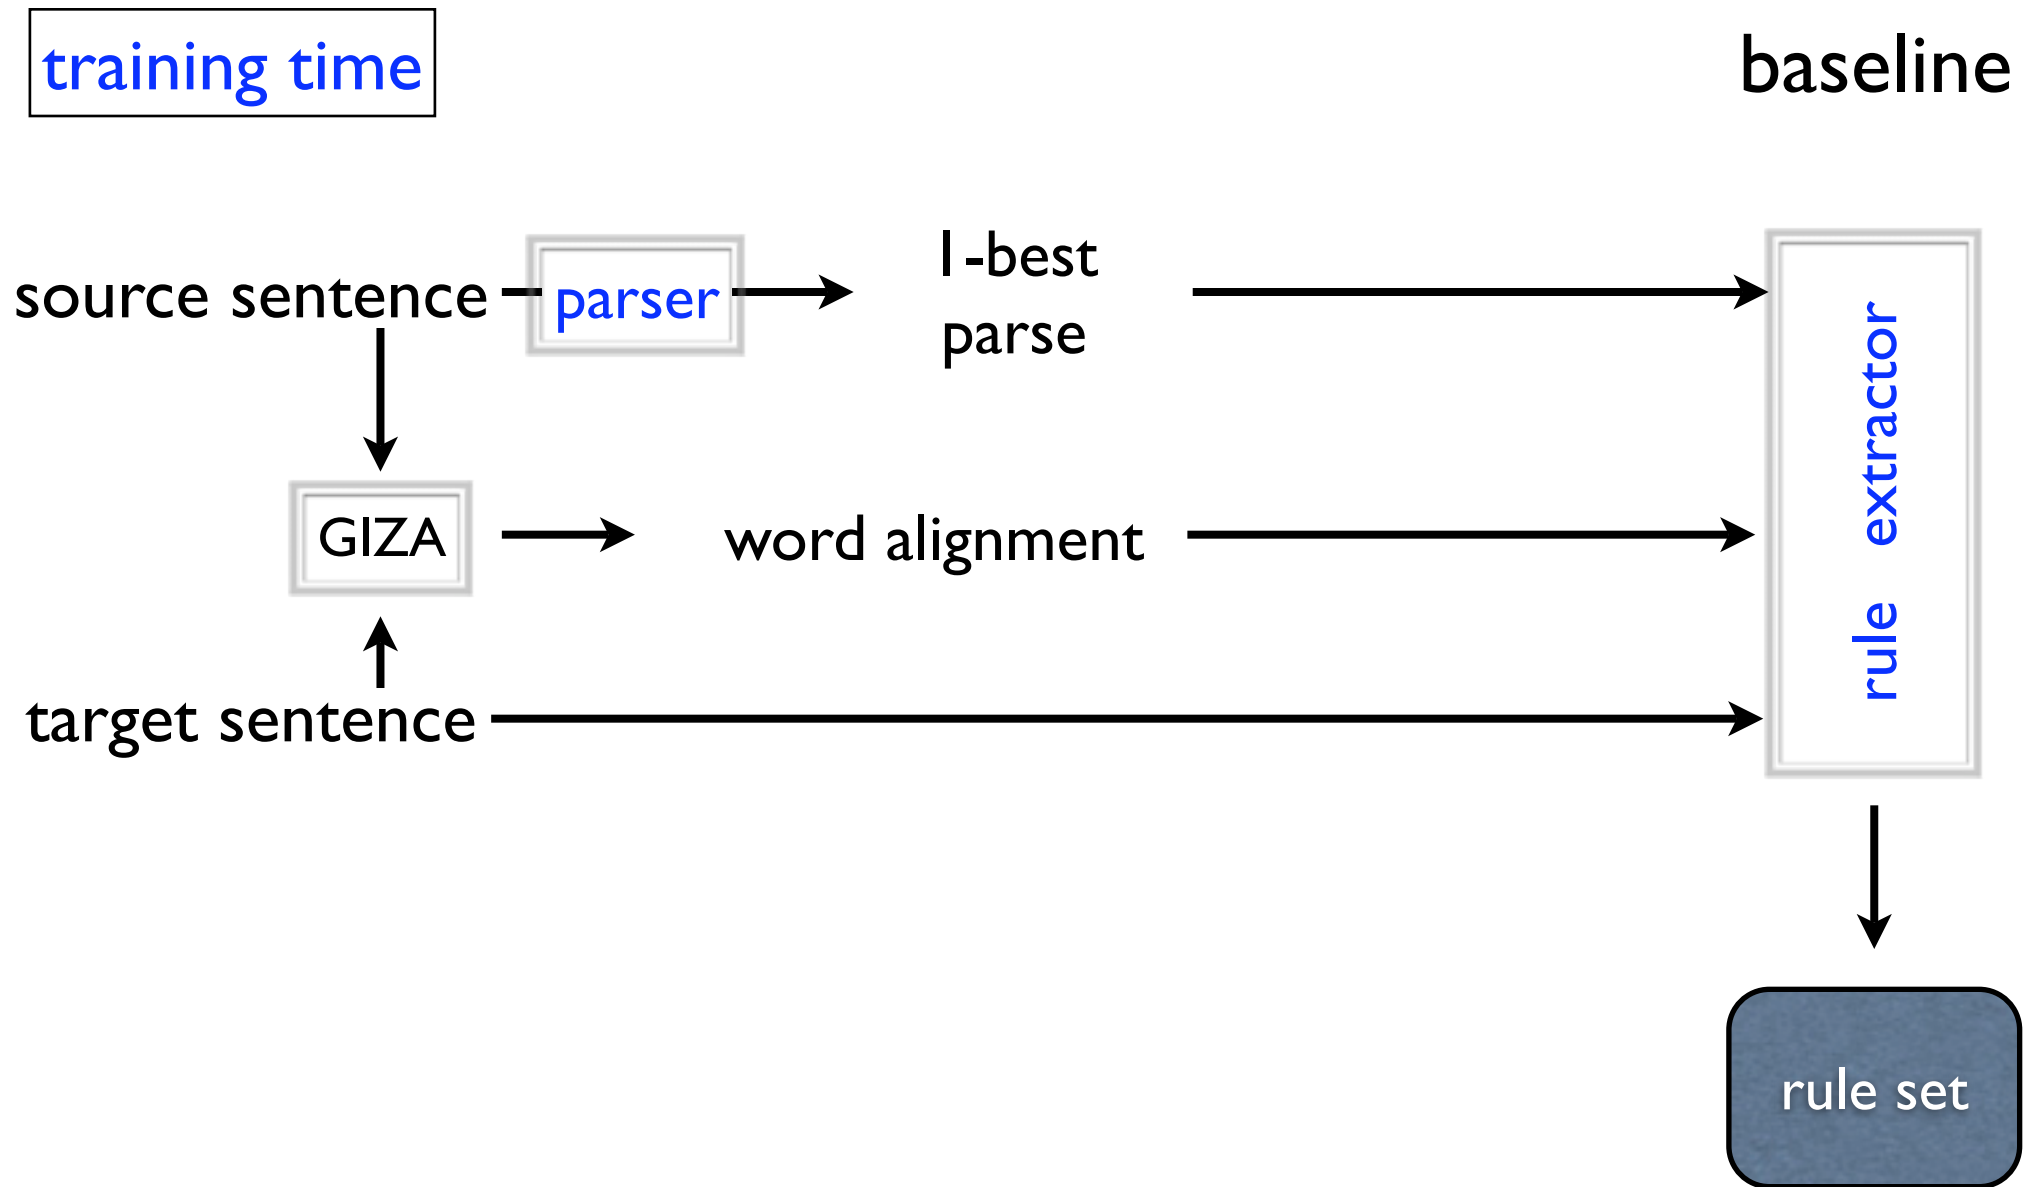 training time
baseline
source sentence
parser
1-best
parse
GIZA
word alignment
target sentence
rule extractor
rule set